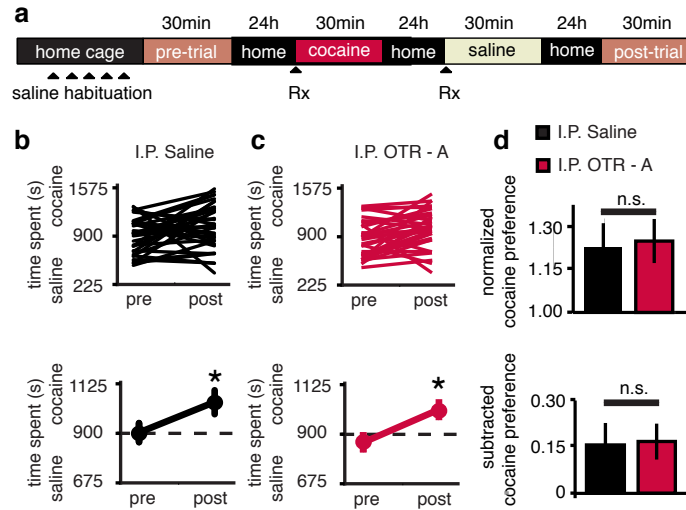 a
30min 24h 30min 24h 30min 24h 30min
home cage pre-trial home cocaine home saline home post-trial
saline habituation Rx Rx
b c d
I.P. Saline
I.P. OTR - A
I.P. Saline
I.P. OTR - A
time spent (s)
saline cocaine
1575
900
225
pre post
time spent (s)
saline cocaine
1575
900
225
pre post
normalized
cocaine preference
n.s.
1.30
1.15
1.00
time spent (s)
saline cocaine
1125
900
675
*
pre post
time spent (s)
saline cocaine
1125
900
675
*
pre post
subtracted
cocaine preference
n.s.
0.30
0.15
0